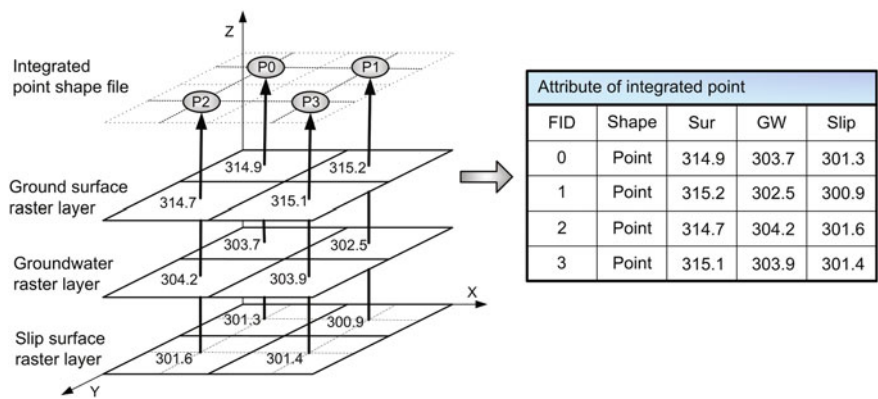 Z
Integrated
point shape file
P0
P1
P2
P3
Ground surface
raster layer
314.9
315.2
314.7
315.1
Groundwater
raster layer
303.7
302.5
304.2
303.9
X
Slip surface
raster layer
301.3
300.9
301.6
301.4
Y
Attribute of integrated point
FID Shape Sur GW Slip
0 Point 314.9 303.7 301.3
1 Point 315.2 302.5 300.9
2 Point 314.7 304.2 301.6
3 Point 315.1 303.9 301.4